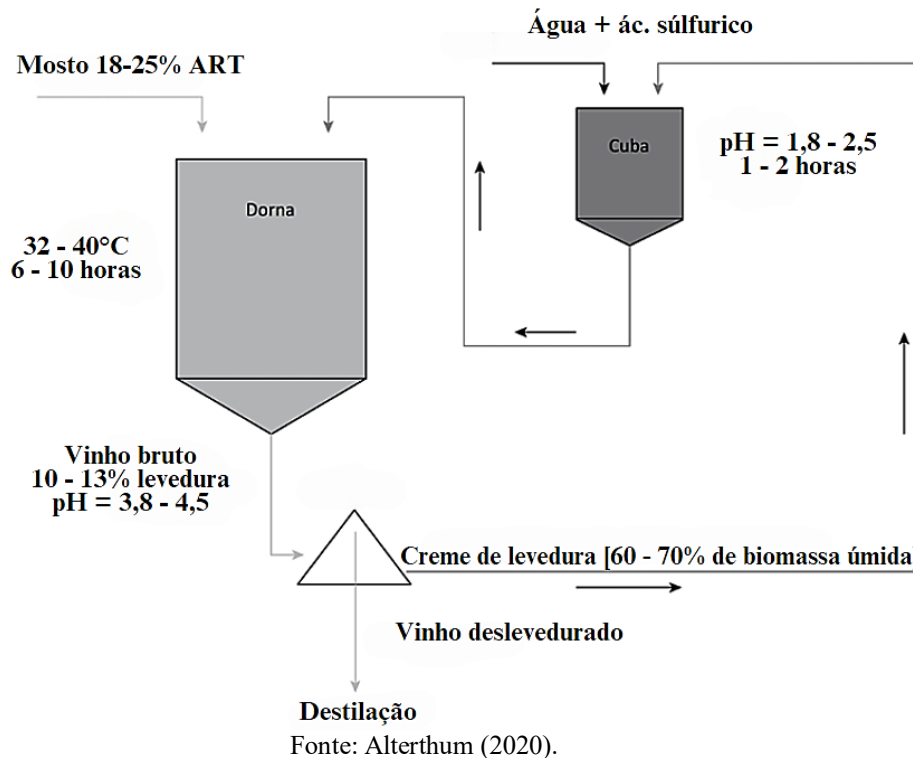 Água + ác. súlfurico
Mosto 18-25% ART
Cuba
pH = 1,8 - 2,5
1 - 2 horas
Dorna
32 - 40°C
6 - 10 horas
Vinho bruto
10 - 13% levedura
pH = 3,8 - 4,5
Creme de levedura [60 - 70% de biomassa úmida]
Vinho deslevedurado
Destilação
Fonte: Alterthum (2020).